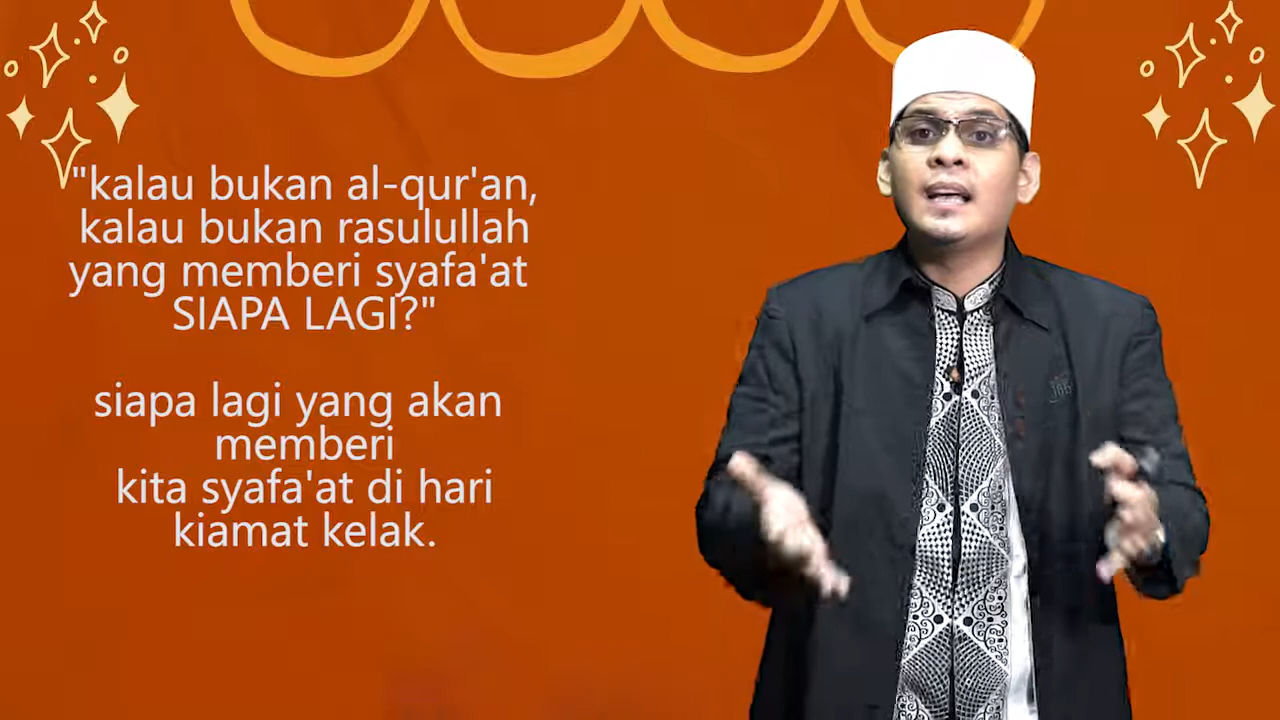 "kalau bukan al-qur'an,
kalau bukan rasulullah
yang memberi syafa'at
SIAPA LAGI?"
siapa lagi yang akan
memberi
kita syafa'at di hari
kiamat kelak.